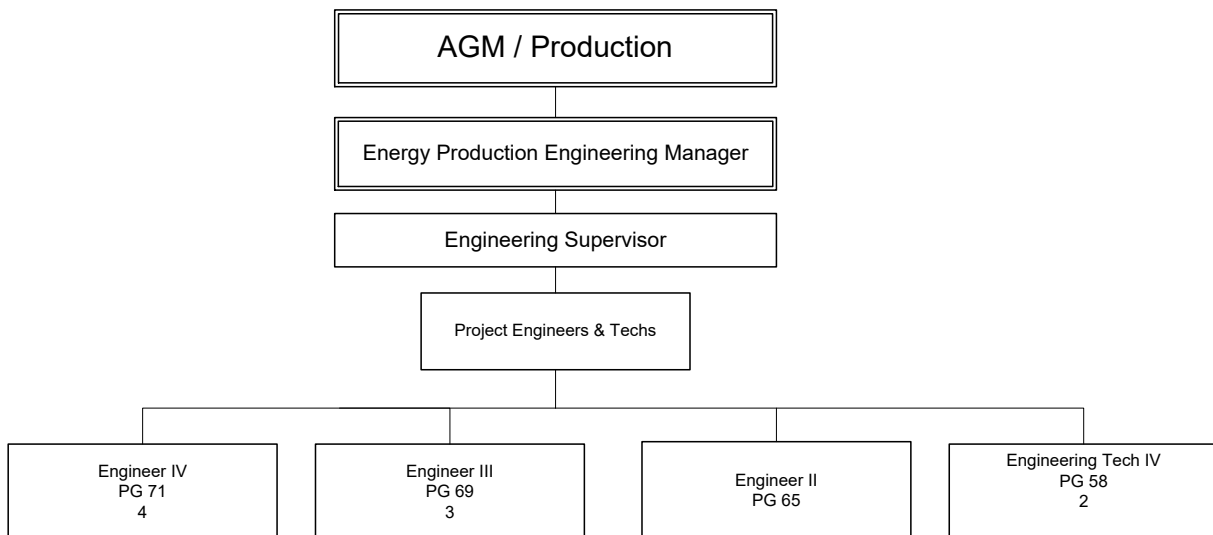 AGM / Production
Energy Production Engineering Manager
Engineering Supervisor
Project Engineers & Techs
Engineer IV
PG 71
4
Engineer III
PG 69
3
Engineer II
PG 65
Engineering Tech IV
PG 58
2